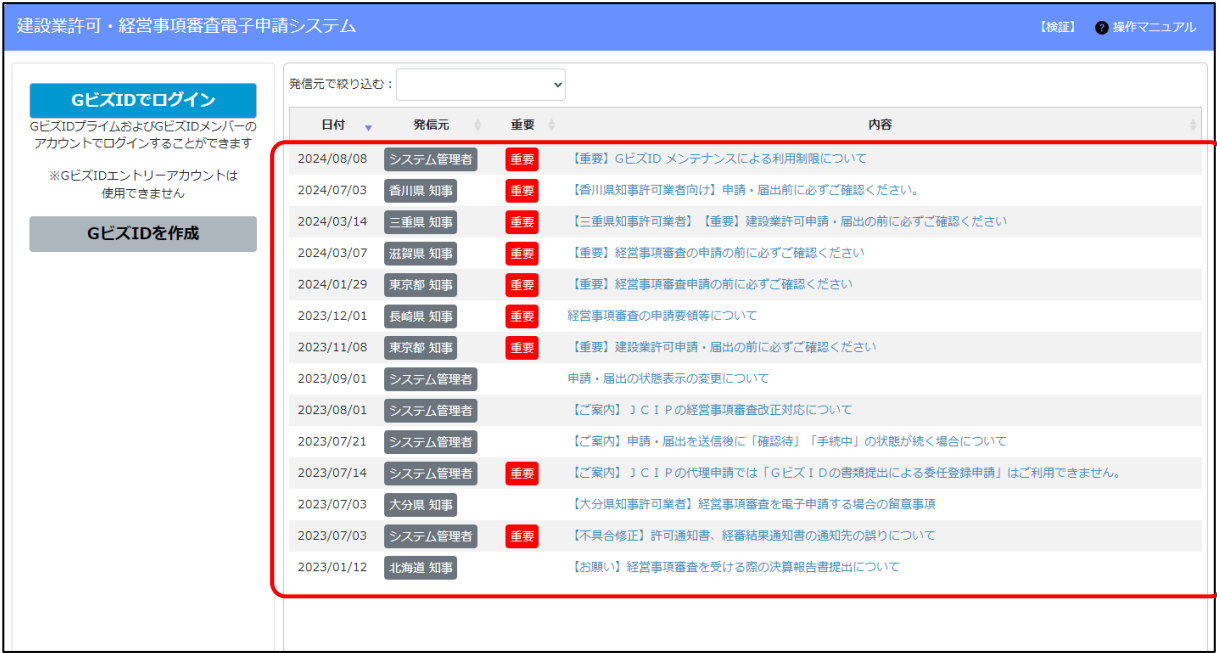 建設業許可・経営事項審査電子申請システム
【検証】 ? 操作マニュアル
GビズIDでログイン
GビズIDプライムおよびGビズIDメンバーの
アカウントでログインすることができます
※GビズIDエントリーアカウントは
使用できません
GビズIDを作成
発信元で絞り込む：
日付 発信元 重要 内容
2024/08/08 システム管理者 重要 【重要】GビズID メンテナンスによる利用制限について
2024/07/03 香川県 知事 重要 【香川県知事許可業者向け】申請・届出前に必ずご確認ください。
2024/03/14 三重県 知事 重要 【三重県知事許可業者】【重要】建設業許可申請・届出の前に必ずご確認ください
2024/03/07 滋賀県 知事 重要 【重要】経営事項審査の申請の前に必ずご確認ください
2024/01/29 東京都 知事 重要 【重要】経営事項審査申請の前に必ずご確認ください
2023/12/01 長崎県 知事 重要 経営事項審査の申請要領等について
2023/11/08 東京都 知事 重要 【重要】建設業許可申請・届出の前に必ずご確認ください
2023/09/01 システム管理者 申請・届出の状態表示の変更について
2023/08/01 システム管理者 【ご案内】ＪＣＩＰの経営事項審査改正対応について
2023/07/21 システム管理者 【ご案内】申請・届出を送信後に「確認待」「手続中」の状態が続く場合について
2023/07/14 システム管理者 重要 【ご案内】ＪＣＩＰの代理申請では「ＧビズＩＤの書類提出による委任登録申請」はご利用できません。
2023/07/03 大分県 知事 【大分県知事許可業者】経営事項審査を電子申請する場合の留意事項
2023/07/03 システム管理者 重要 【不具合修正】許可通知書、経審結果通知書の通知先の誤りについて
2023/01/12 北海道 知事 【お願い】経営事項審査を受ける際の決算報告書提出について